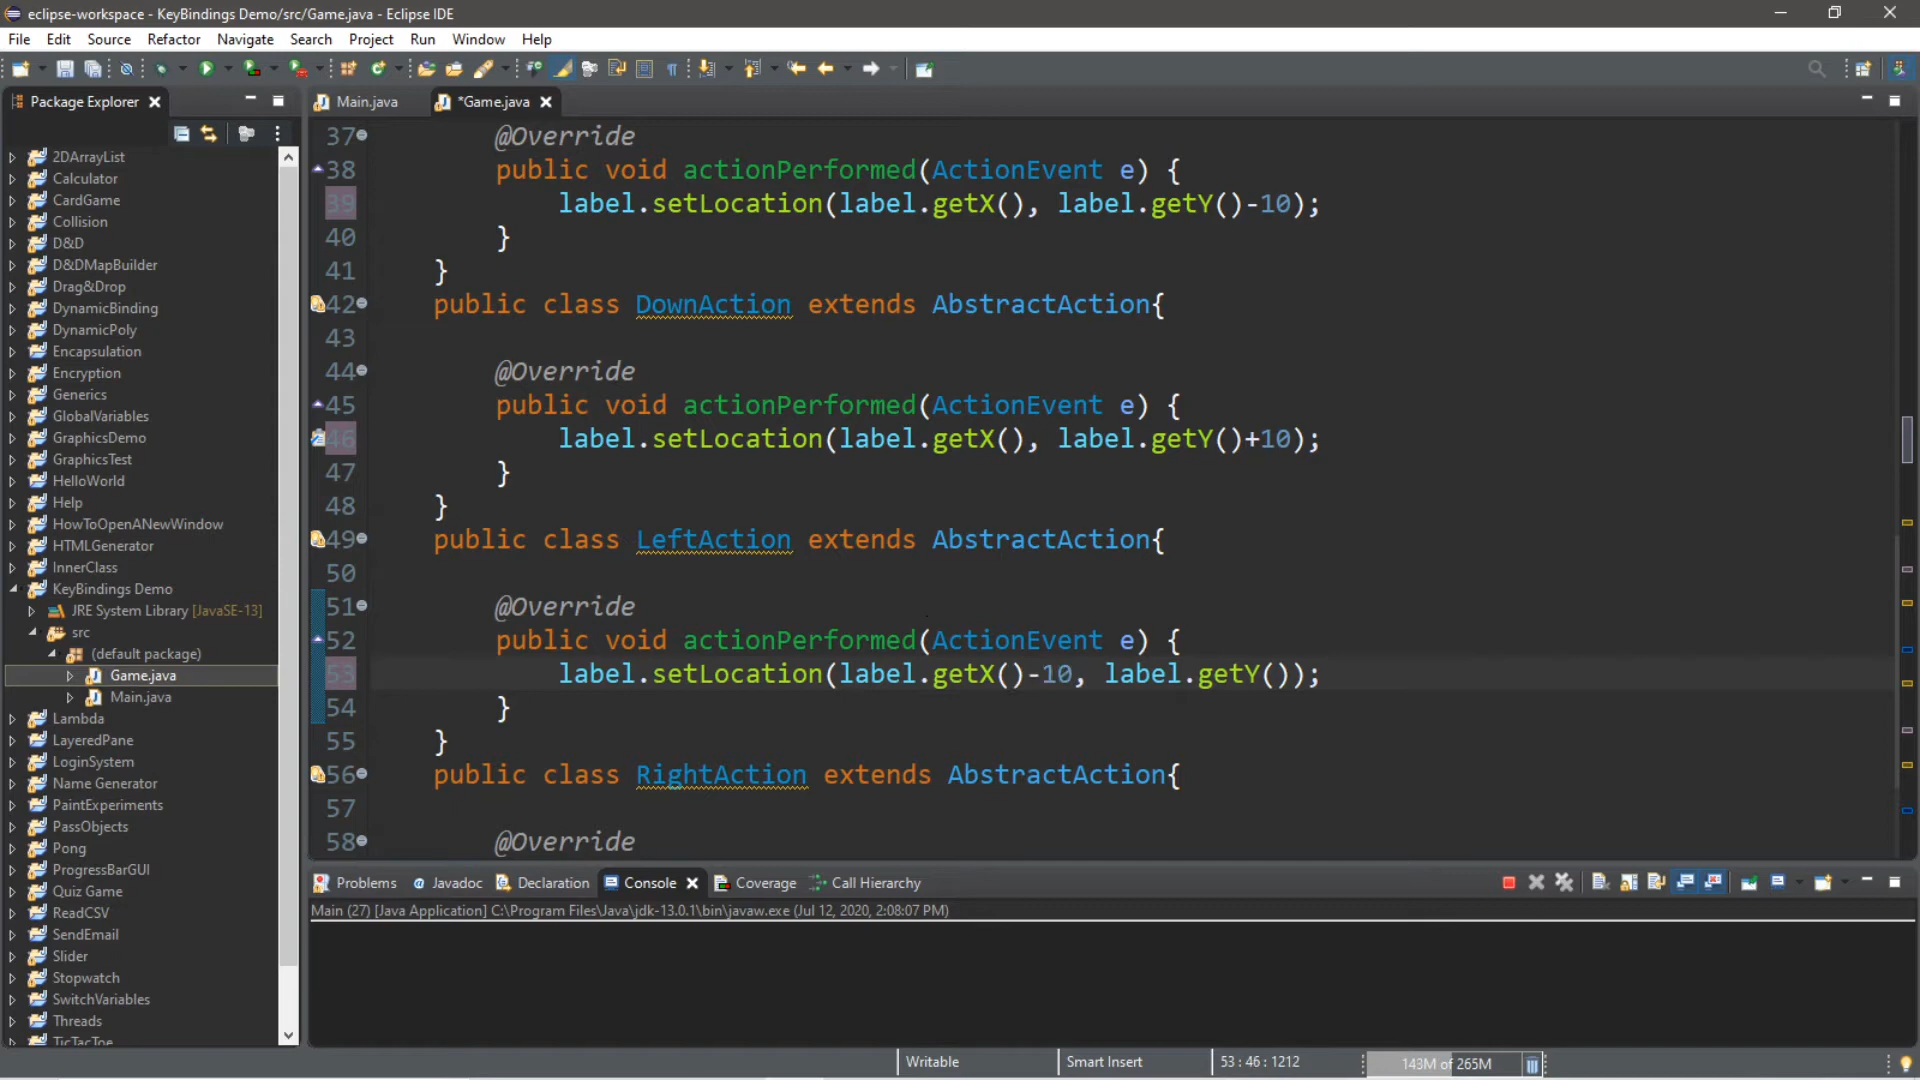 eclipse-workspace - KeyBindings Demo/src/Game.java - Eclipse IDE
File Edit Source Refactor Navigate Search Project Run Window Help
Package Explorer
Main.java
*Game.java
2DArrayList
Calculator
CardGame
Collision
D&D
D&DMapBuilder
Drag&Drop
DynamicBinding
DynamicPoly
Encapsulation
Encryption
Generics
GlobalVariables
GraphicsDemo
GraphicsTest
HelloWorld
Help
HowToOpenANewWindow
HTMLGenerator
InnerClass
KeyBindings Demo
JRE System Library [JavaSE-13]
src
(default package)
Game.java
Main.java
Lambda
LayeredPane
LoginSystem
Name Generator
PaintExperiments
PassObjects
Pong
ProgressBarGUI
Quiz Game
ReadCSV
SendEmail
Slider
Stopwatch
SwitchVariables
Threads
TicTacToe
37 @Override
38 public void actionPerformed(ActionEvent e) {
39 label.setLocation(label.getX(), label.getY()-10);
40 }
41 }
42 public class DownAction extends AbstractAction{
43
44 @Override
45 public void actionPerformed(ActionEvent e) {
46 label.setLocation(label.getX(), label.getY()+10);
47 }
48 }
49 public class LeftAction extends AbstractAction{
50
51 @Override
52 public void actionPerformed(ActionEvent e) {
53 label.setLocation(label.getX()-10, label.getY());
54 }
55 }
56 public class RightAction extends AbstractAction{
57
58 @Override
Problems Javadoc Declaration Console Coverage Call Hierarchy
Main (27) [Java Application] C:\Program Files\Java\jdk-13.0.1\bin\javaw.exe (Jul 12, 2020, 2:08:07 PM)
Writable Smart Insert 53 : 46 : 1212 143M of 265M